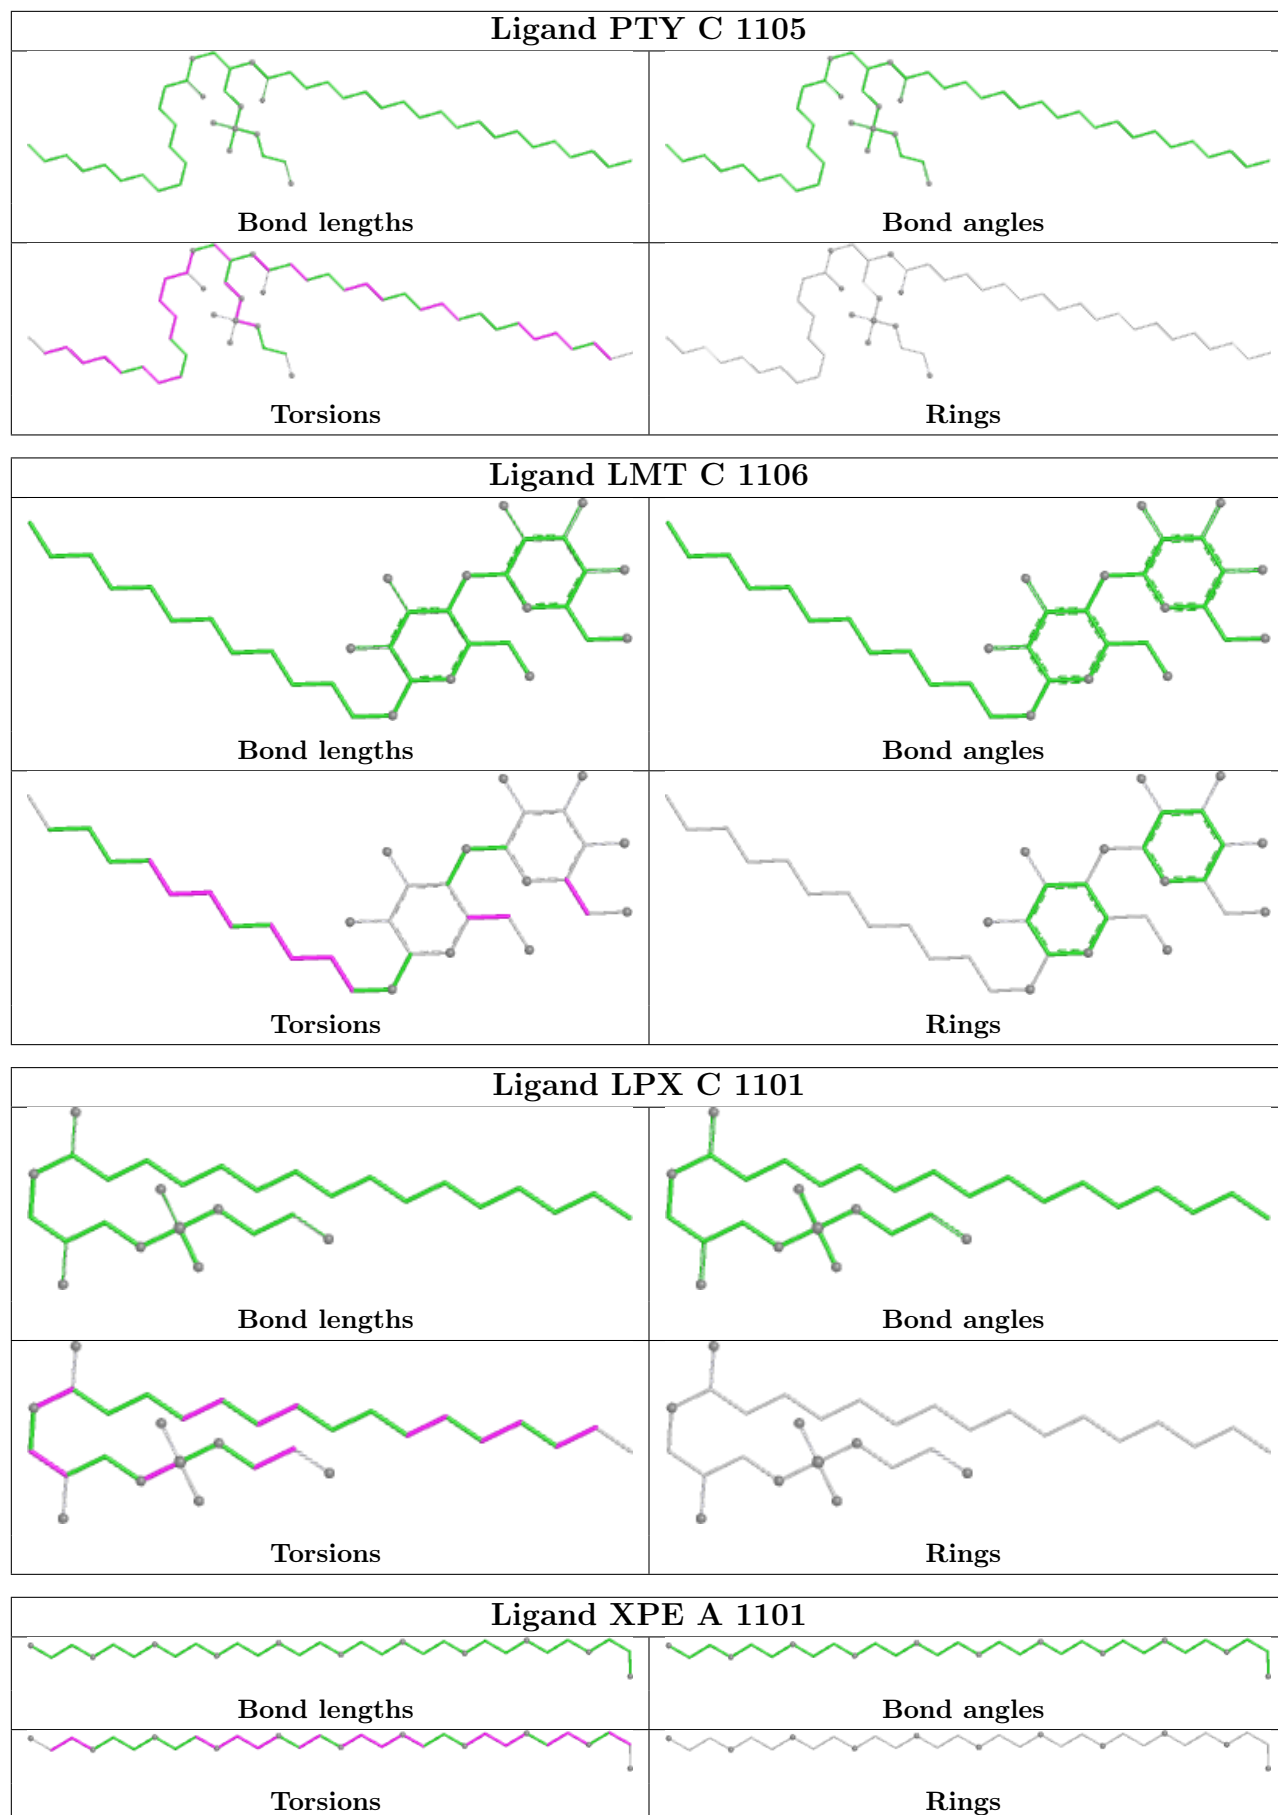 Ligand PTY C 1105
Bond lengths
Bond angles
Torsions
Rings
Ligand LMT C 1106
Bond lengths
Bond angles
Torsions
Rings
Ligand LPX C 1101
Bond lengths
Bond angles
Torsions
Rings
Ligand XPE A 1101
Bond lengths
Bond angles
Torsions
Rings